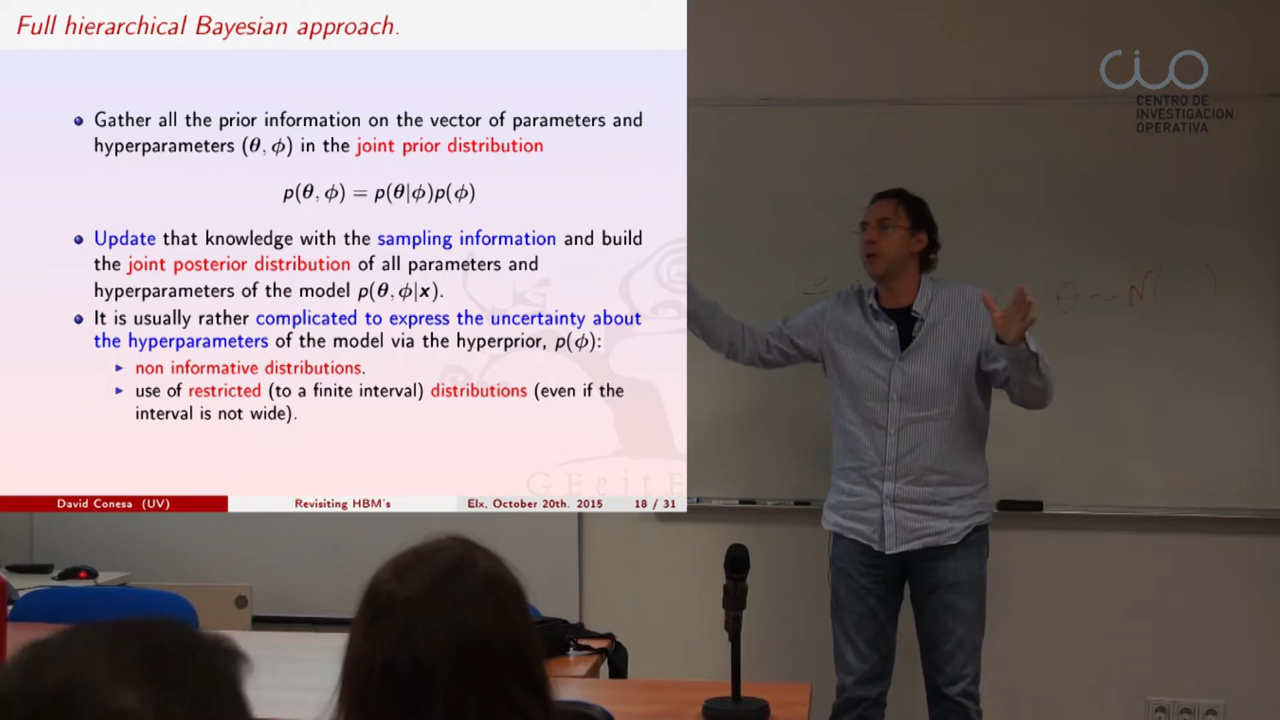 Full hierarchical Bayesian approach.
Gather all the prior information on the vector of parameters and
hyperparameters (θ, ϕ) in the joint prior distribution
p(θ, ϕ) = p(θ|ϕ)p(ϕ)
Update that knowledge with the sampling information and build
the joint posterior distribution of all parameters and
hyperparameters of the model p(θ, ϕ|x).
It is usually rather complicated to express the uncertainty about
the hyperparameters of the model via the hyperprior, p(ϕ):
non informative distributions.
use of restricted (to a finite interval) distributions (even if the
interval is not wide).
GEeitE
David Conesa (UV) Revisiting HBM's Elx, October 20th. 2015 18 / 31
CIO
CENTRO DE
INVESTIGACION
OPERATIVA
θ ~ N( )